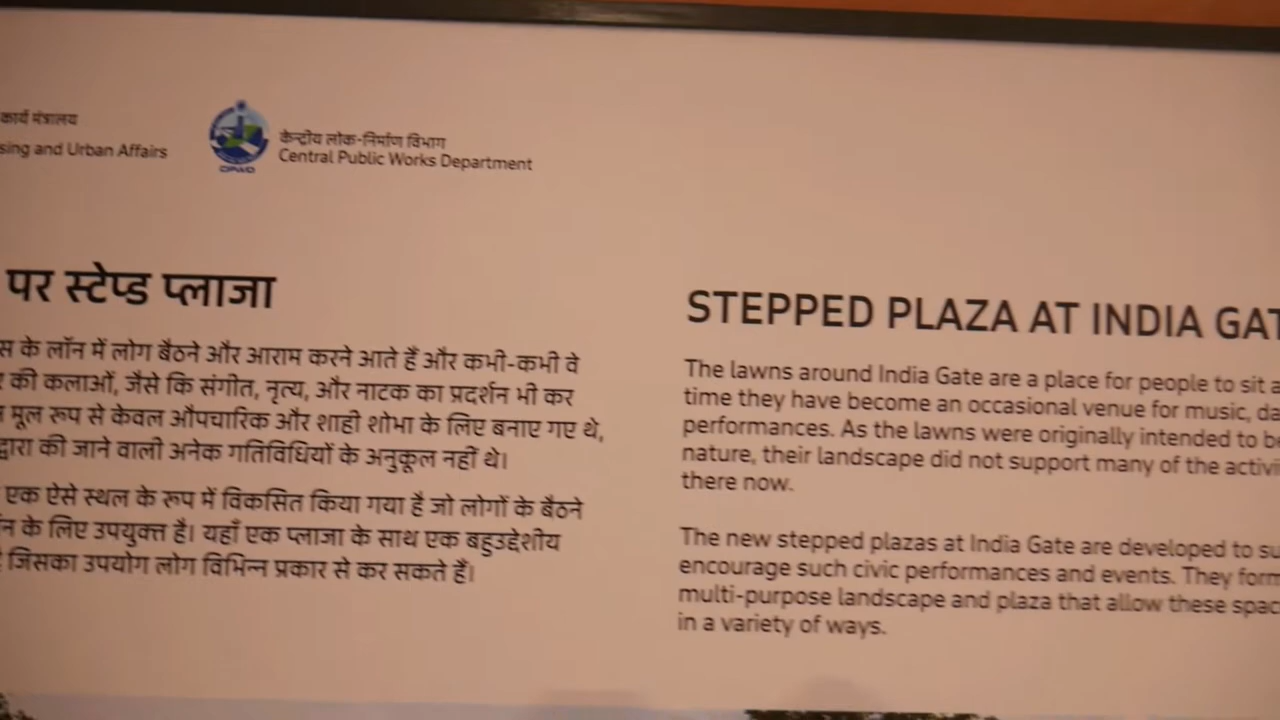 कार्य मंत्रालय
sing and Urban Affairs
केन्द्रीय लोक-निर्माण विभाग
Central Public Works Department
CPWD
पर स्टेप्ड प्लाजा
स के लॉन में लोग बैठने और आराम करने आते हैं और कभी-कभी वे
की कलाओं, जैसे कि संगीत, नृत्य, और नाटक का प्रदर्शन भी कर
मूल रूप से केवल औपचारिक और शाही शोभा के लिए बनाए गए थे,
द्वारा की जाने वाली अनेक गतिविधियों के अनुकूल नहीं थे।
एक ऐसे स्थल के रूप में विकसित किया गया है जो लोगों के बैठने
न के लिए उपयुक्त है। यहाँ एक प्लाजा के साथ एक बहुउद्देशीय
जिसका उपयोग लोग विभिन्न प्रकार से कर सकते हैं।
STEPPED PLAZA AT INDIA GAT
The lawns around India Gate are a place for people to sit a
time they have become an occasional venue for music, da
performances. As the lawns were originally intended to be
nature, their landscape did not support many of the activi
there now.
The new stepped plazas at India Gate are developed to su
encourage such civic performances and events. They form
multi-purpose landscape and plaza that allow these spac
in a variety of ways.